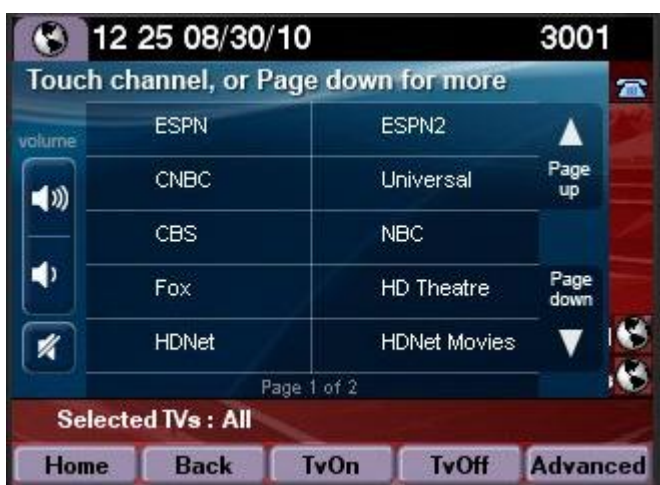 12 25 08/30/10 3001
Touch channel, or Page down for more
volume
ESPN ESPN2
CNBC Universal
CBS NBC
Fox HD Theatre
HDNet HDNet Movies
Page up
Page down
Page 1 of 2
Selected TVs : All
Home Back TvOn TvOff Advanced